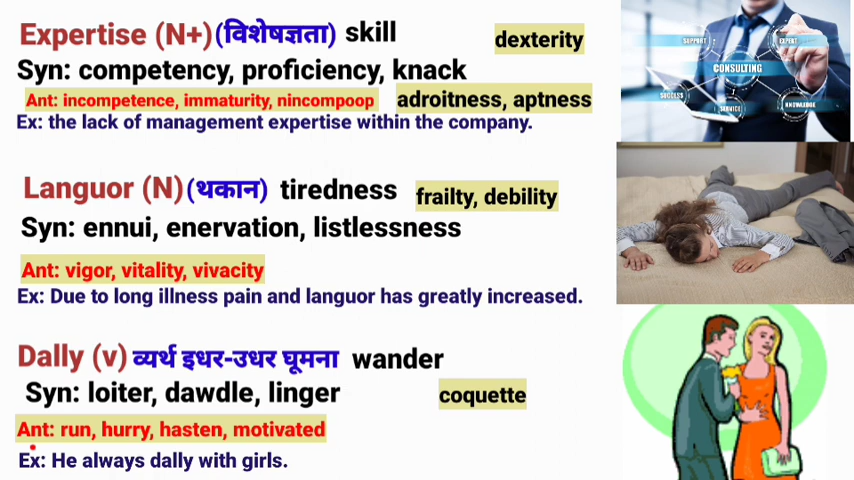 Expertise (N+)(विशेषज्ञता) skill
dexterity
Syn: competency, proficiency, knack
Ant: incompetence, immaturity, nincompoop
adroitness, aptness
Ex: the lack of management expertise within the company.
SUPPORT
EXPERT
CONSULTING
SUCCESS
SERVICE
KNOWLEDGE
Languor (N)(थकान) tiredness
frailty, debility
Syn: ennui, enervation, listlessness
Ant: vigor, vitality, vivacity
Ex: Due to long illness pain and languor has greatly increased.
Dally (v) व्यर्थ इधर-उधर घूमना wander
Syn: loiter, dawdle, linger
coquette
Ant: run, hurry, hasten, motivated
Ex: He always dally with girls.